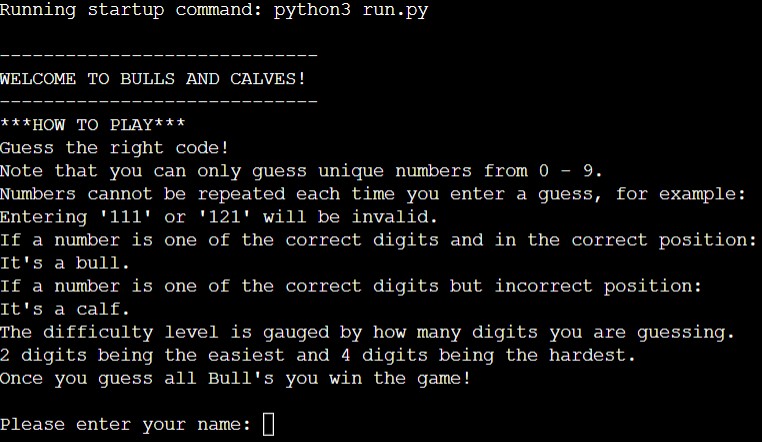 Running startup command: python3 run.py
-----------------------------
WELCOME TO BULLS AND CALVES!
-----------------------------
***HOW TO PLAY***
Guess the right code!
Note that you can only guess unique numbers from 0 - 9.
Numbers cannot be repeated each time you enter a guess, for example:
Entering '111' or '121' will be invalid.
If a number is one of the correct digits and in the correct position:
It's a bull.
If a number is one of the correct digits but incorrect position:
It's a calf.
The difficulty level is gauged by how many digits you are guessing.
2 digits being the easiest and 4 digits being the hardest.
Once you guess all Bull's you win the game!
Please enter your name: